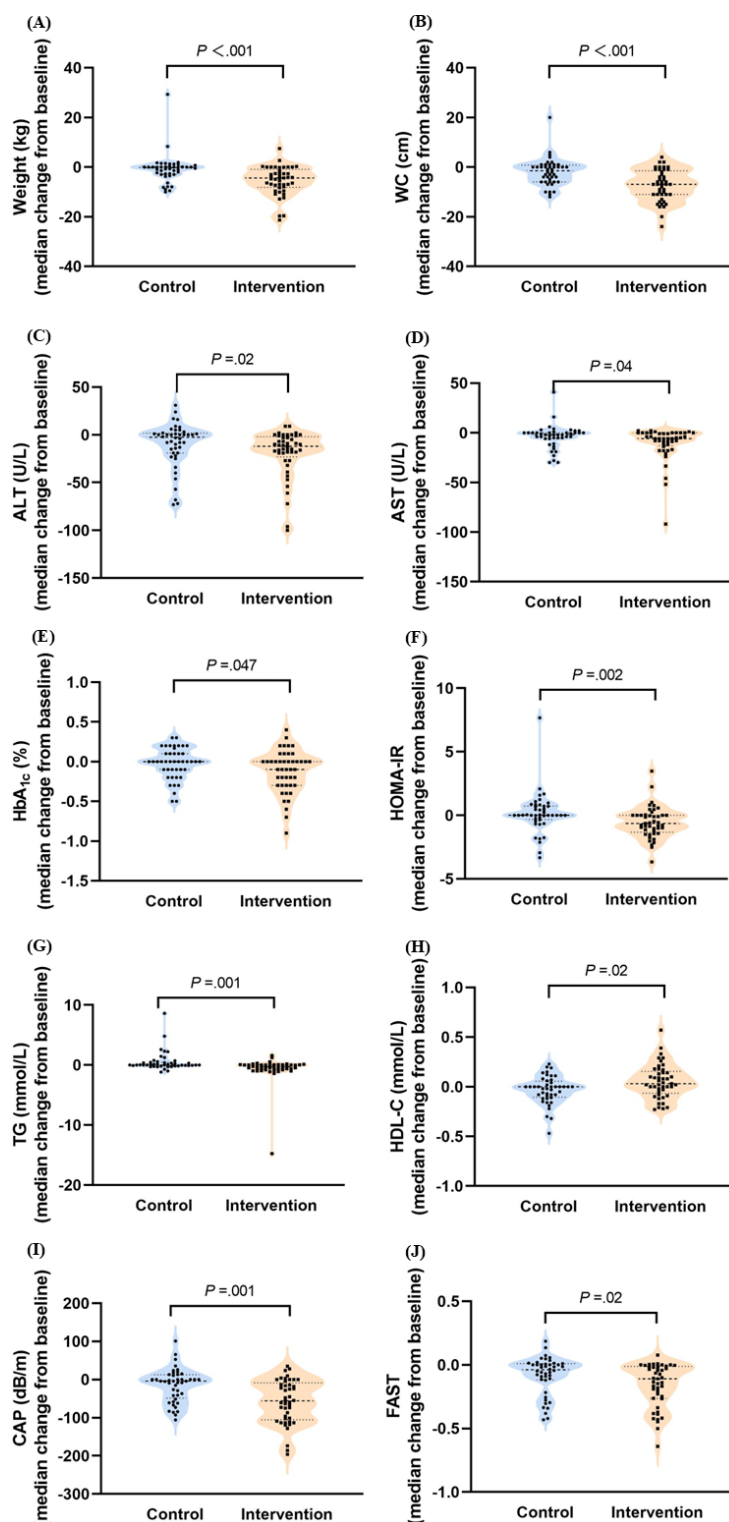 (A)
P <.001
Weight (kg)
(median change from baseline)
40
20
0
-20
-40
Control Intervention
(B)
P <.001
WC (cm)
(median change from baseline)
40
20
0
-20
-40
Control Intervention
(C)
P =.02
ALT (U/L)
(median change from baseline)
50
0
-50
-100
-150
Control Intervention
(D)
P =.04
AST (U/L)
(median change from baseline)
50
0
-50
-100
-150
Control Intervention
(E)
P =.047
HbA1c (%)
(median change from baseline)
1.0
0.5
0.0
-0.5
-1.0
-1.5
Control Intervention
(F)
P =.002
HOMA-IR
(median change from baseline)
10
5
0
-5
Control Intervention
(G)
P =.001
TG (mmol/L)
(median change from baseline)
10
0
-10
-20
Control Intervention
(H)
P =.02
HDL-C (mmol/L)
(median change from baseline)
1.0
0.5
0.0
-0.5
-1.0
Control Intervention
(I)
P =.001
CAP (dB/m)
median change from baseline)
200
100
0
-100
-200
-300
Control Intervention
(J)
P =.02
FAST
(median change from baseline)
0.5
0.0
-0.5
-1.0
Control Intervention